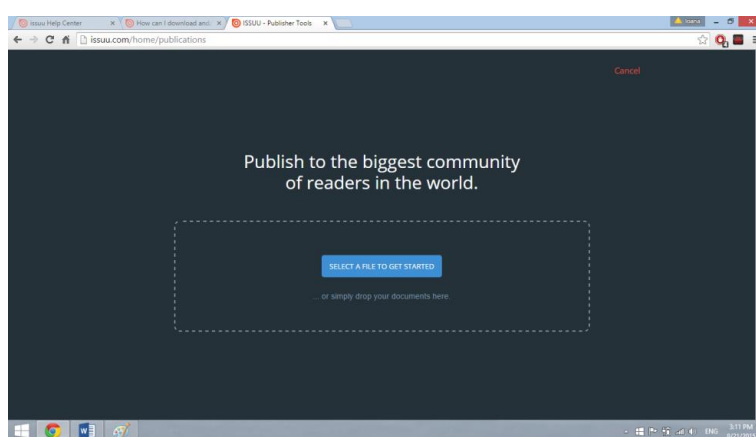 issuu Help Center
How can I download and
ISSUU - Publisher Tools
Ioana
issuu.com/home/publications
Cancel
Publish to the biggest community
of readers in the world.
SELECT A FILE TO GET STARTED
... or simply drop your documents here.
ENG
3:11 PM